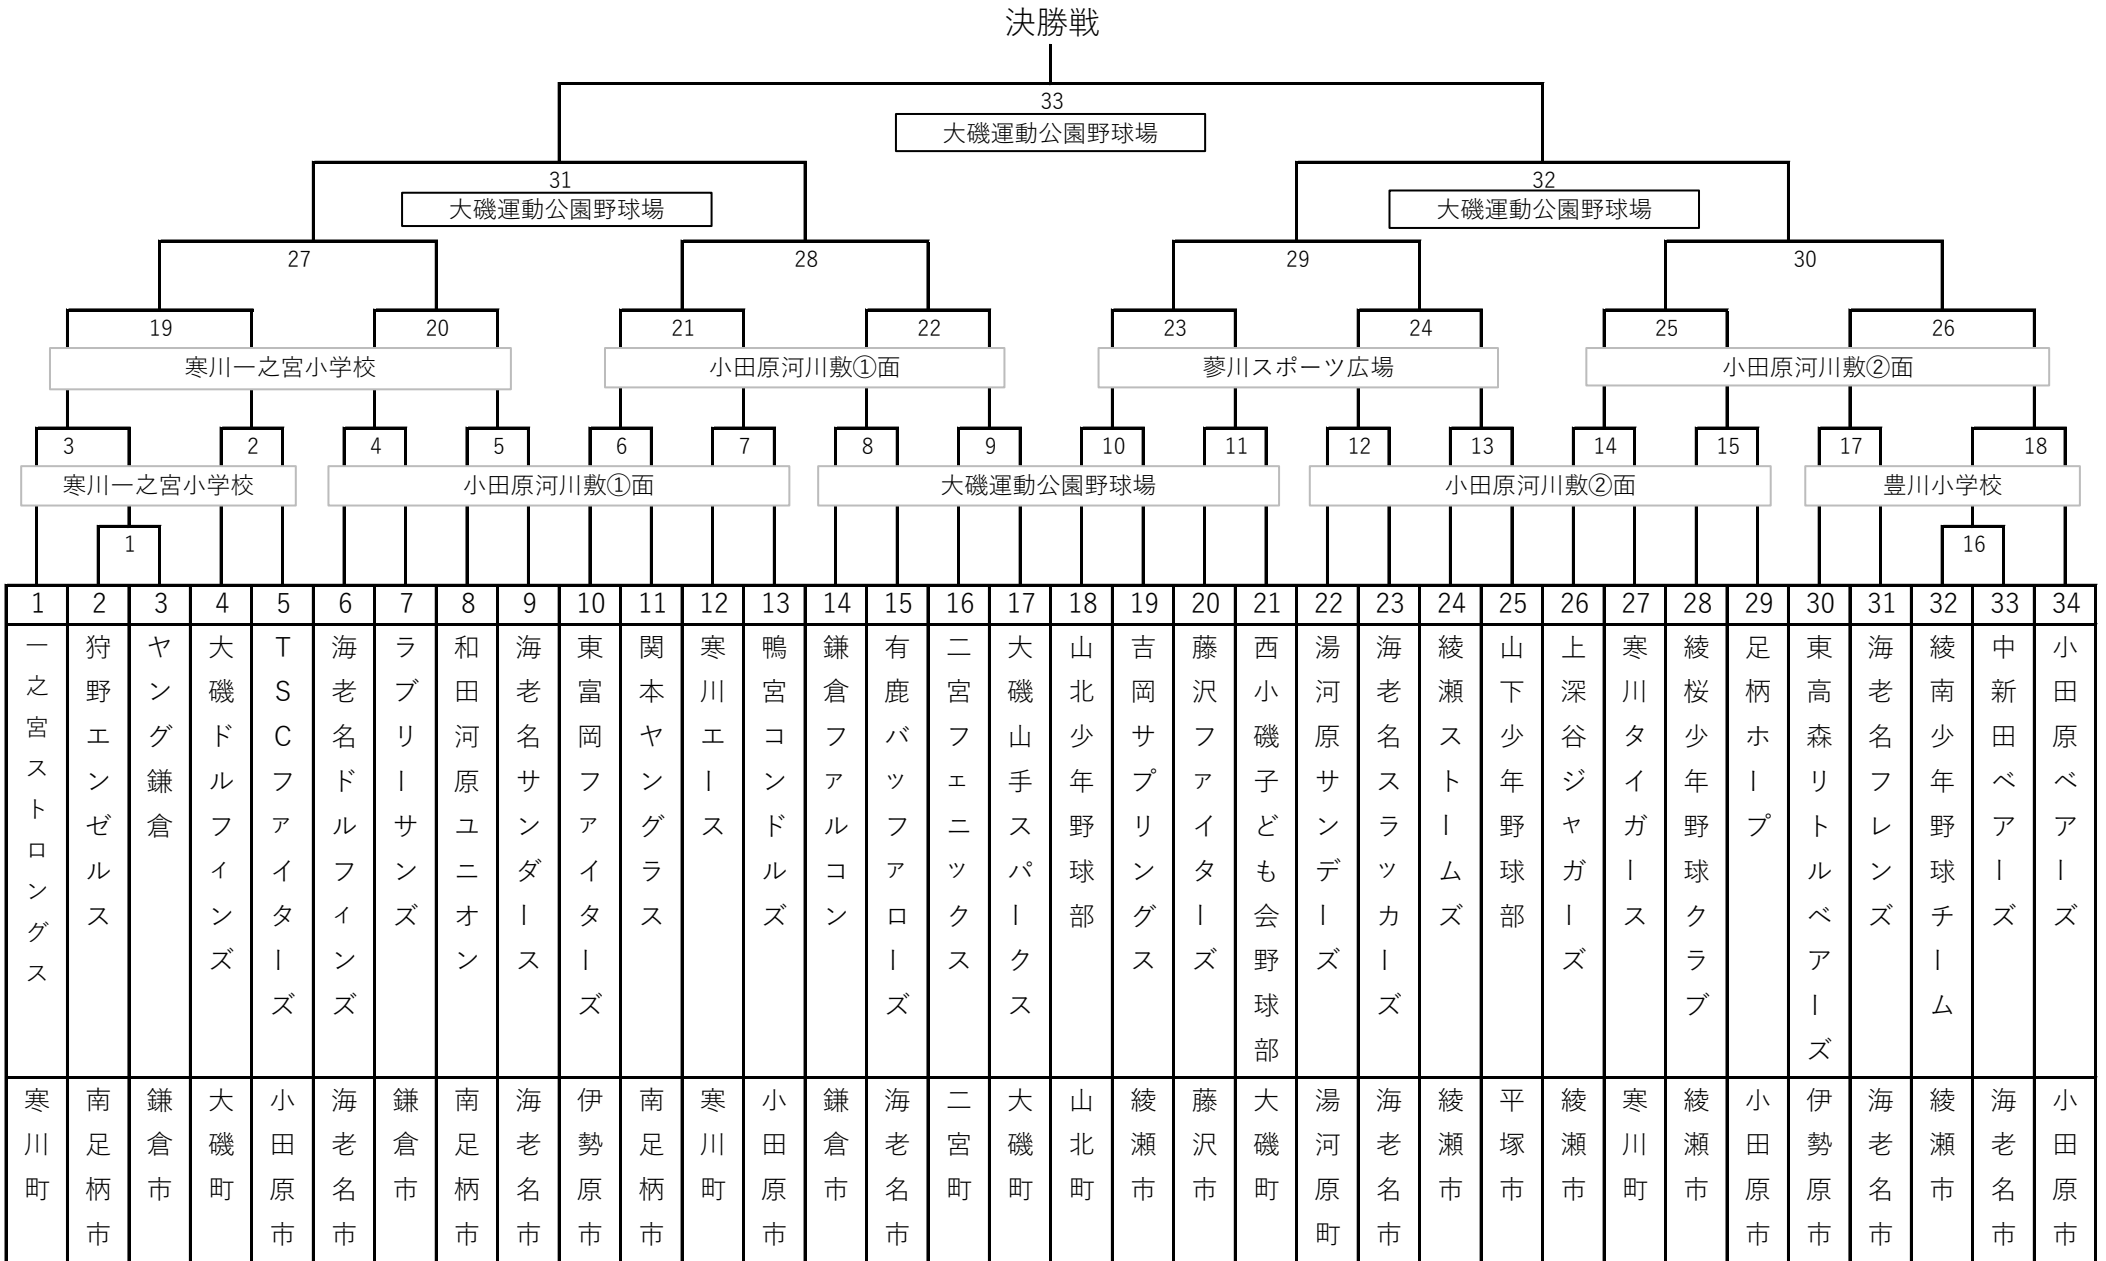 決勝戦
33
大磯運動公園野球場
31
32
大磯運動公園野球場
大磯運動公園野球場
27
28
29
30
19
20
21
22
23
24
25
26
寒川一之宮小学校
小田原河川敷①面
蓼川スポーツ広場
小田原河川敷②面
3
2
4
5
6
7
8
9
10
11
12
13
14
15
17
18
寒川一之宮小学校
小田原河川敷①面
大磯運動公園野球場
小田原河川敷②面
豊川小学校
1
16
1
2
3
4
5
6
7
8
9
10
11
12
13
14
15
16
17
18
19
20
21
22
23
24
25
26
27
28
29
30
31
32
33
34
一之宮ストロングス
狩野エンゼルス
ヤング鎌倉
大磯ドルフィンズ
TSCファイターズ
海老名ドルフィンズ
ラブリーサンズ
和田河原ユニオン
海老名サンダース
東富岡ファイターズ
関本ヤングラス
寒川エース
鴨宮コンドルズ
鎌倉ファルコン
有鹿バッファローズ
二宮フェニックス
大磯山手スパークス
山北少年野球部
吉岡サプリングス
藤沢ファイターズ
西小磯子ども会野球部
湯河原サンデーズ
海老名スラッカーズ
綾瀬ストームズ
山下少年野球部
上深谷ジャガーズ
寒川タイガース
綾桜少年野球クラブ
足柄ホープ
東高森リトルベアーズ
海老名フレンズ
綾南少年野球チーム
中新田ベアーズ
小田原ベアーズ
寒川町
南足柄市
鎌倉市
大磯町
小田原市
海老名市
鎌倉市
南足柄市
海老名市
伊勢原市
南足柄市
寒川町
小田原市
鎌倉市
海老名市
二宮町
大磯町
山北町
綾瀬市
藤沢市
大磯町
湯河原町
海老名市
綾瀬市
平塚市
綾瀬市
寒川町
綾瀬市
小田原市
伊勢原市
海老名市
綾瀬市
海老名市
小田原市